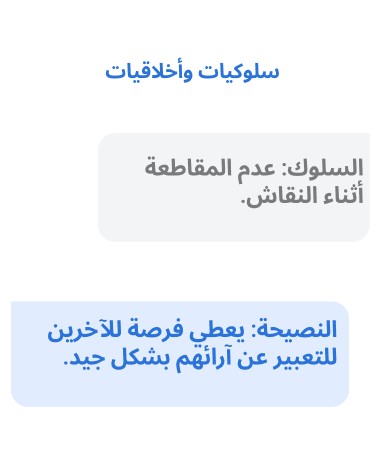 سلوكيات وأخلاقيات
السلوك: عدم المقاطعة
أثناء النقاش.
النصيحة: يعطي فرصة للآخرين
للتعبير عن آرائهم بشكل جيد.